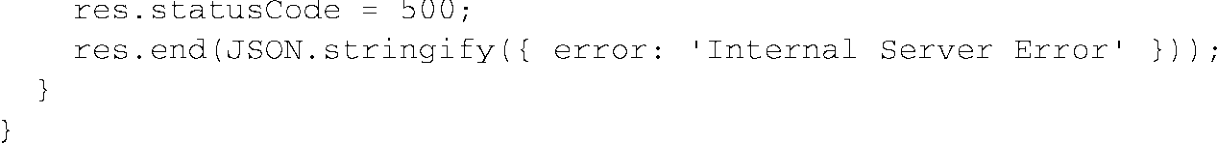 res.statusCode = 500;
    res.end(JSON.stringify({ error: 'Internal Server Error' }));
  }
}